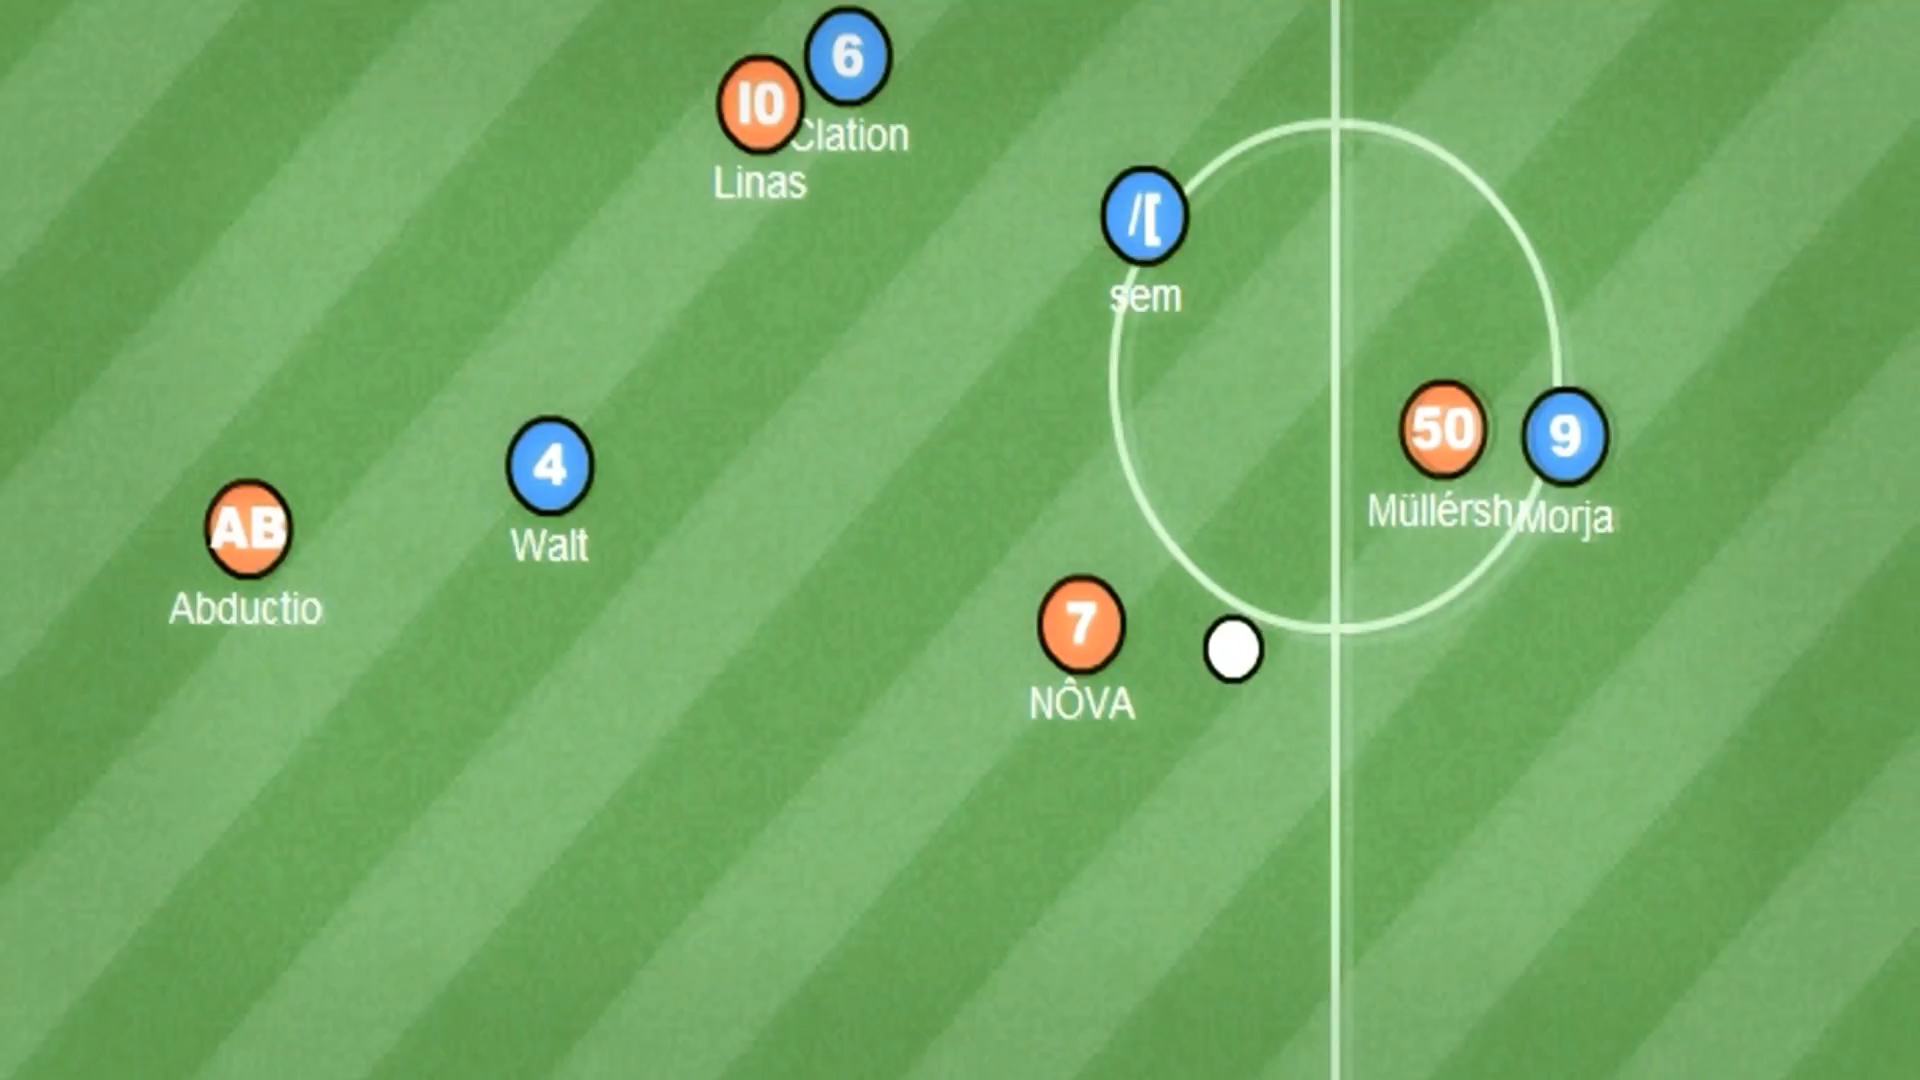 6
Clation
10
Linas
/[
sem
50
Müllérsh
9
Morja
4
Walt
AB
Abductio
7
NÔVA